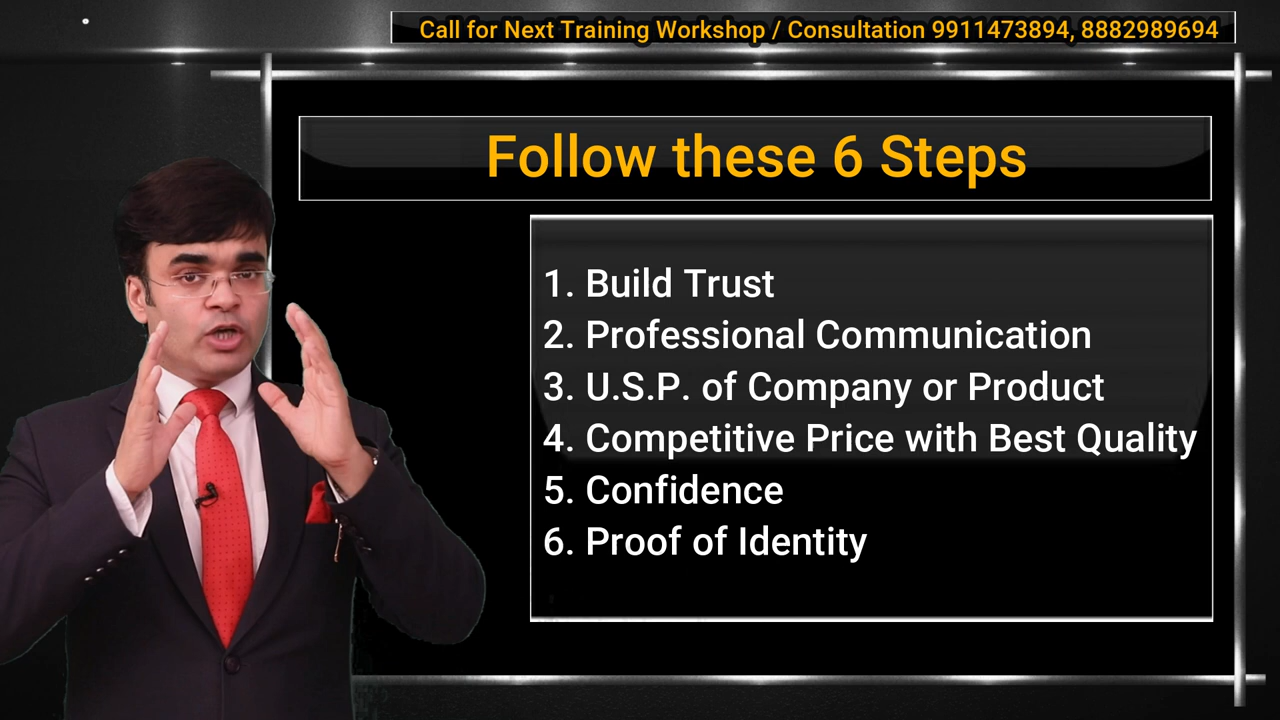 Call for Next Training Workshop / Consultation 9911473894, 8882989694
Follow these 6 Steps
1. Build Trust
2. Professional Communication
3. U.S.P. of Company or Product
4. Competitive Price with Best Quality
5. Confidence
6. Proof of Identity